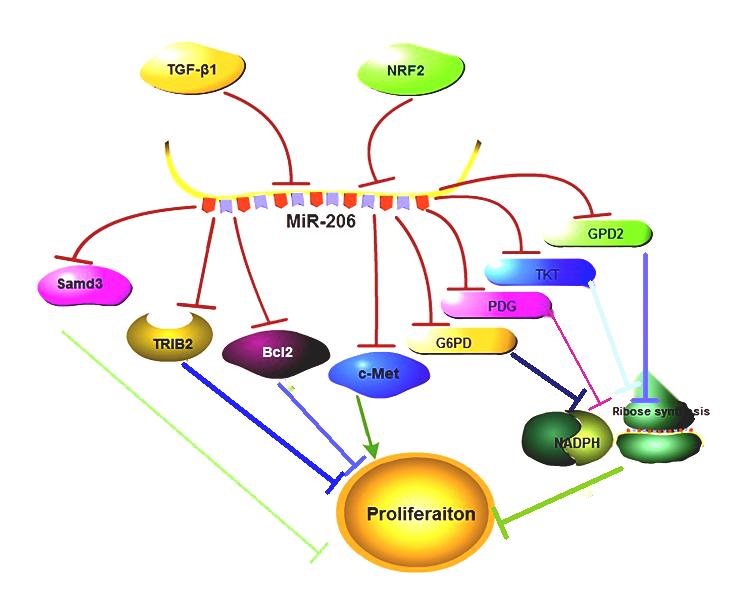 TGF-β1
NRF2
MiR-206
GPD2
Samd3
TKT
PDG
TRIB2
G6PD
Bcl2
c-Met
Ribose synthesis
NADPH
Proliferaiton